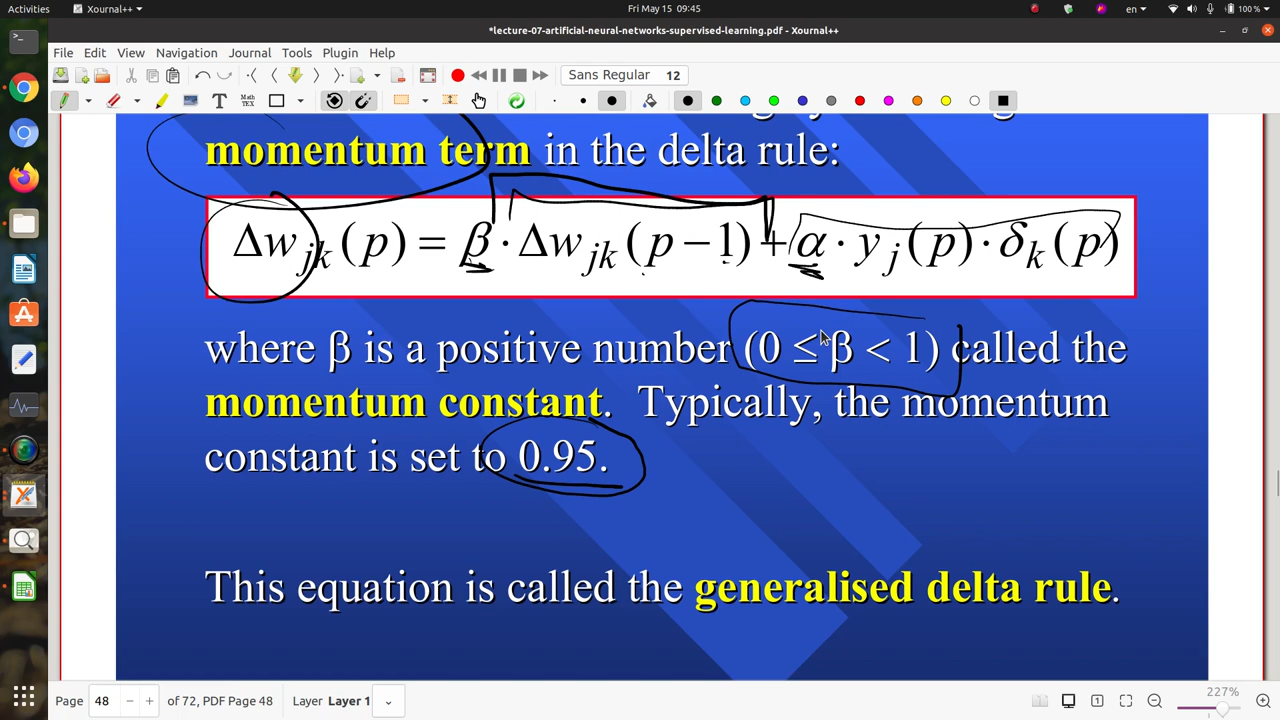 Activities
Xournal++
Fri May 15 09:45
en
100 %
*lecture-07-artificial-neural-networks-supervised-learning.pdf - Xournal++
File Edit View Navigation Journal Tools Plugin Help
Sans Regular 12
momentum term in the delta rule:
Δw_jk(p) = β · Δw_jk(p − 1) + α · y_j(p) · δ_k(p)
where β is a positive number (0 ≤ β < 1) called the
momentum constant. Typically, the momentum
constant is set to 0.95.
This equation is called the generalised delta rule.
Page 48 − + of 72, PDF Page 48 Layer Layer 1
227%